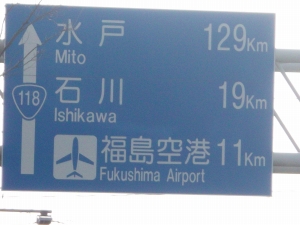 水戸 129Km
Mito
118
石川 19Km
Ishikawa
福島空港 11Km
Fukushima Airport